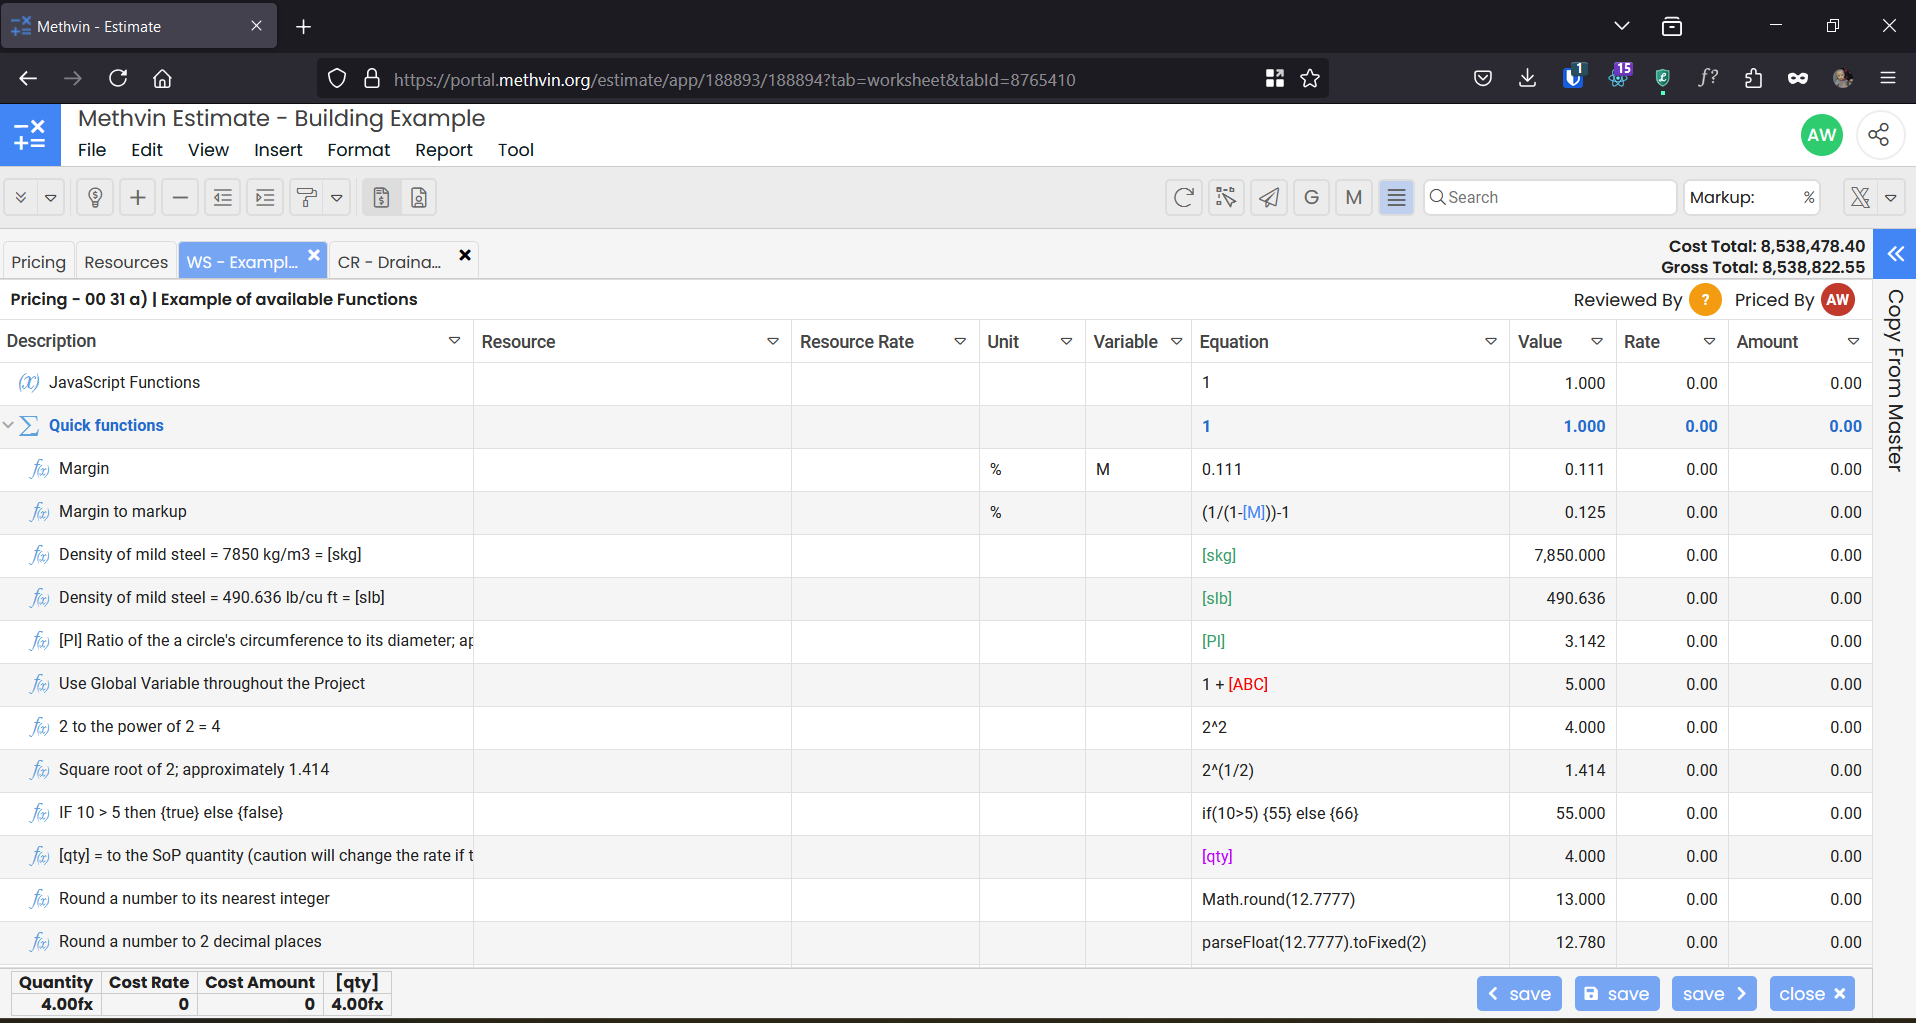 Methvin - Estimate
https://portal.methvin.org/estimate/app/188893/188894?tab=worksheet&tabId=8765410
1
15
f?
Methvin Estimate - Building Example
File Edit View Insert Format Report Tool
AW
G M Search Markup: %
Pricing Resources WS - Exampl... CR - Draina...
Cost Total: 8,538,478.40
Gross Total: 8,538,822.55
Pricing - 00 31 a) | Example of available Functions
Reviewed By ? Priced By AW
Copy From Master
Description Resource Resource Rate Unit Variable Equation Value Rate Amount
(x) JavaScript Functions 1 1.000 0.00 0.00
∑ Quick functions 1 1.000 0.00 0.00
f(x) Margin % M 0.111 0.111 0.00 0.00
f(x) Margin to markup % (1/(1-[M]))-1 0.125 0.00 0.00
f(x) Density of mild steel = 7850 kg/m3 = [skg] [skg] 7,850.000 0.00 0.00
f(x) Density of mild steel = 490.636 lb/cu ft = [slb] [slb] 490.636 0.00 0.00
f(x) [PI] Ratio of the a circle's circumference to its diameter; ap [PI] 3.142 0.00 0.00
f(x) Use Global Variable throughout the Project 1 + [ABC] 5.000 0.00 0.00
f(x) 2 to the power of 2 = 4 2^2 4.000 0.00 0.00
f(x) Square root of 2; approximately 1.414 2^(1/2) 1.414 0.00 0.00
f(x) IF 10 > 5 then {true} else {false} if(10>5) {55} else {66} 55.000 0.00 0.00
f(x) [qty] = to the SoP quantity (caution will change the rate if t [qty] 4.000 0.00 0.00
f(x) Round a number to its nearest integer Math.round(12.7777) 13.000 0.00 0.00
f(x) Round a number to 2 decimal places parseFloat(12.7777).toFixed(2) 12.780 0.00 0.00
Quantity Cost Rate Cost Amount [qty]
4.00fx 0 0 4.00fx
save save save close